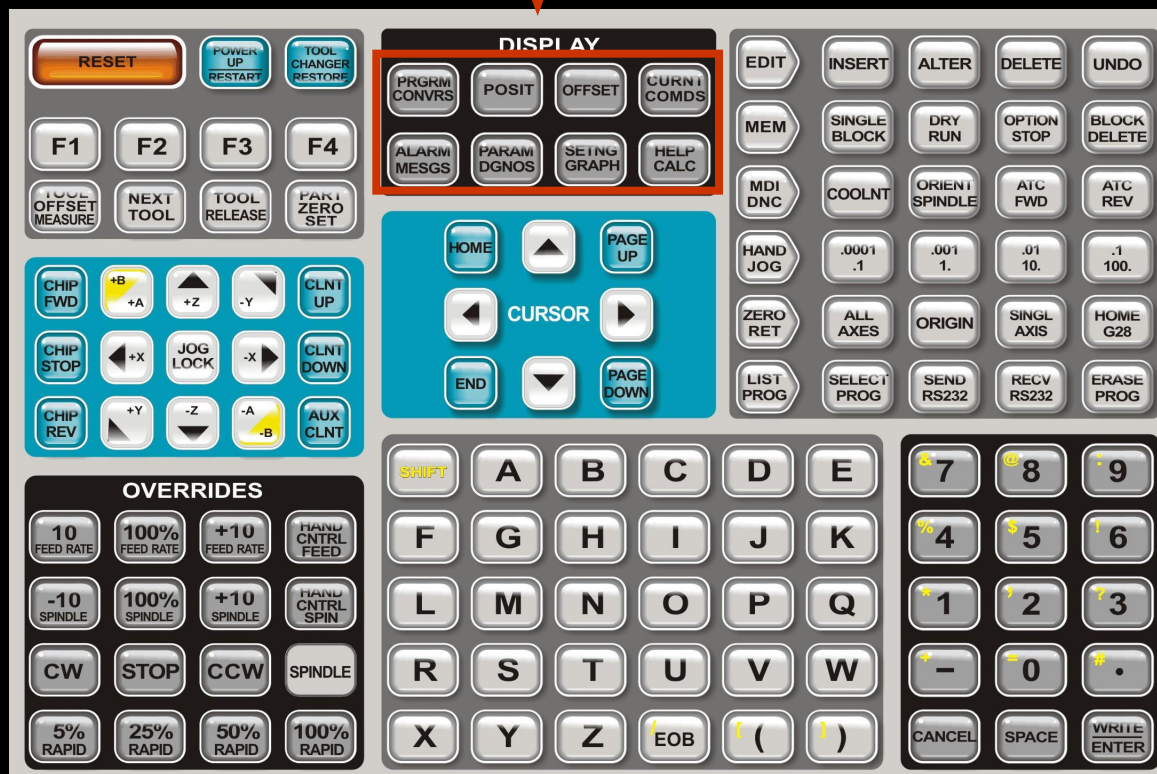 RESET
POWER
UP
RESTART
TOOL
CHANGER
RESTORE
F1
F2
F3
F4
TOOL
OFFSET
MEASURE
NEXT
TOOL
TOOL
RELEASE
PART
ZERO
SET
DISPLAY
PRGRM
CONVRS
POSIT
OFFSET
CURNT
COMDS
ALARM
MESGS
PARAM
DGNOS
SETNG
GRAPH
HELP
CALC
EDIT
INSERT
ALTER
DELETE
UNDO
MEM
SINGLE
BLOCK
DRY
RUN
OPTION
STOP
BLOCK
DELETE
MDI
DNC
COOLNT
ORIENT
SPINDLE
ATC
FWD
ATC
REV
HAND
JOG
.0001
.1
.001
1.
.01
10.
.1
100.
ZERO
RET
ALL
AXES
ORIGIN
SINGL
AXIS
HOME
G28
LIST
PROG
SELECT
PROG
SEND
RS232
RECV
RS232
ERASE
PROG
CHIP
FWD
+B
+A
+Z
-Y
CLNT
UP
CHIP
STOP
+X
JOG
LOCK
-X
CLNT
DOWN
CHIP
REV
+Y
-Z
-A
-B
AUX
CLNT
HOME
PAGE
UP
CURSOR
END
PAGE
DOWN
OVERRIDES
10
FEED RATE
100%
FEED RATE
+10
FEED RATE
HAND
CNTRL
FEED
-10
SPINDLE
100%
SPINDLE
+10
SPINDLE
HAND
CNTRL
SPIN
CW
STOP
CCW
SPINDLE
5%
RAPID
25%
RAPID
50%
RAPID
100%
RAPID
SHIFT
A
B
C
D
E
F
G
H
I
J
K
L
M
N
O
P
Q
R
S
T
U
V
W
X
Y
Z
/ EOB
[ (
] )
& 7
@ 8
: 9
% 4
$ 5
! 6
* 1
, 2
? 3
+ -
= 0
# .
CANCEL
SPACE
WRITE
ENTER